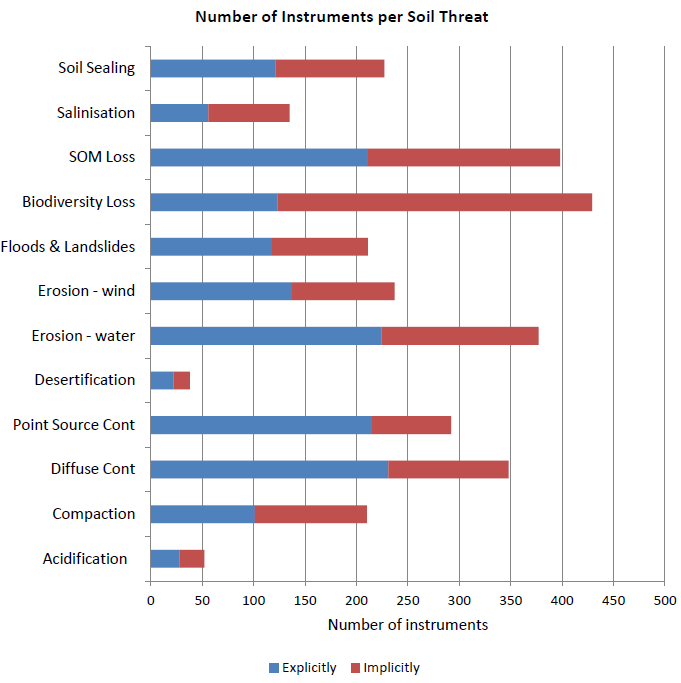 Number of Instruments per Soil Threat
Soil Sealing
Salinisation
SOM Loss
Biodiversity Loss
Floods & Landslides
Erosion - wind
Erosion - water
Desertification
Point Source Cont
Diffuse Cont
Compaction
Acidification
0 50 100 150 200 250 300 350 400 450 500
Number of instruments
Explicitly Implicitly